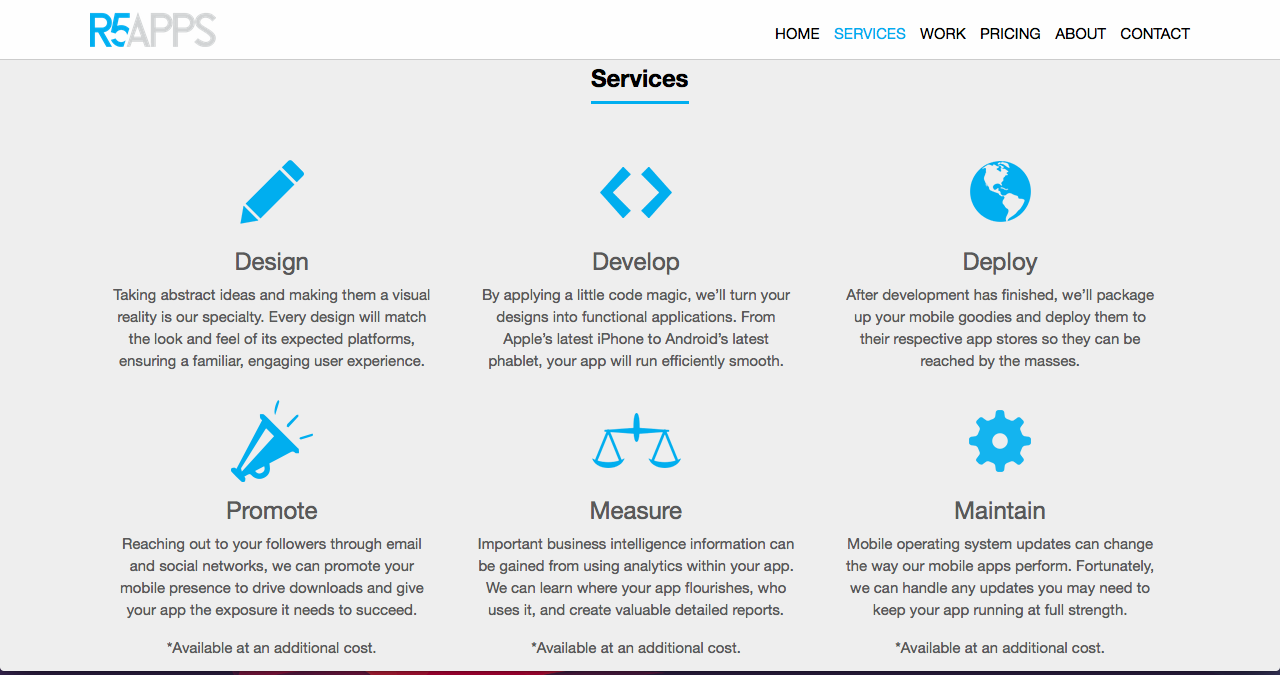 R5APPS
HOME SERVICES WORK PRICING ABOUT CONTACT
Services
Design
Taking abstract ideas and making them a visual
reality is our specialty. Every design will match
the look and feel of its expected platforms,
ensuring a familiar, engaging user experience.
Develop
By applying a little code magic, we’ll turn your
designs into functional applications. From
Apple’s latest iPhone to Android’s latest
phablet, your app will run efficiently smooth.
Deploy
After development has finished, we’ll package
up your mobile goodies and deploy them to
their respective app stores so they can be
reached by the masses.
Promote
Reaching out to your followers through email
and social networks, we can promote your
mobile presence to drive downloads and give
your app the exposure it needs to succeed.
*Available at an additional cost.
Measure
Important business intelligence information can
be gained from using analytics within your app.
We can learn where your app flourishes, who
uses it, and create valuable detailed reports.
*Available at an additional cost.
Maintain
Mobile operating system updates can change
the way our mobile apps perform. Fortunately,
we can handle any updates you may need to
keep your app running at full strength.
*Available at an additional cost.